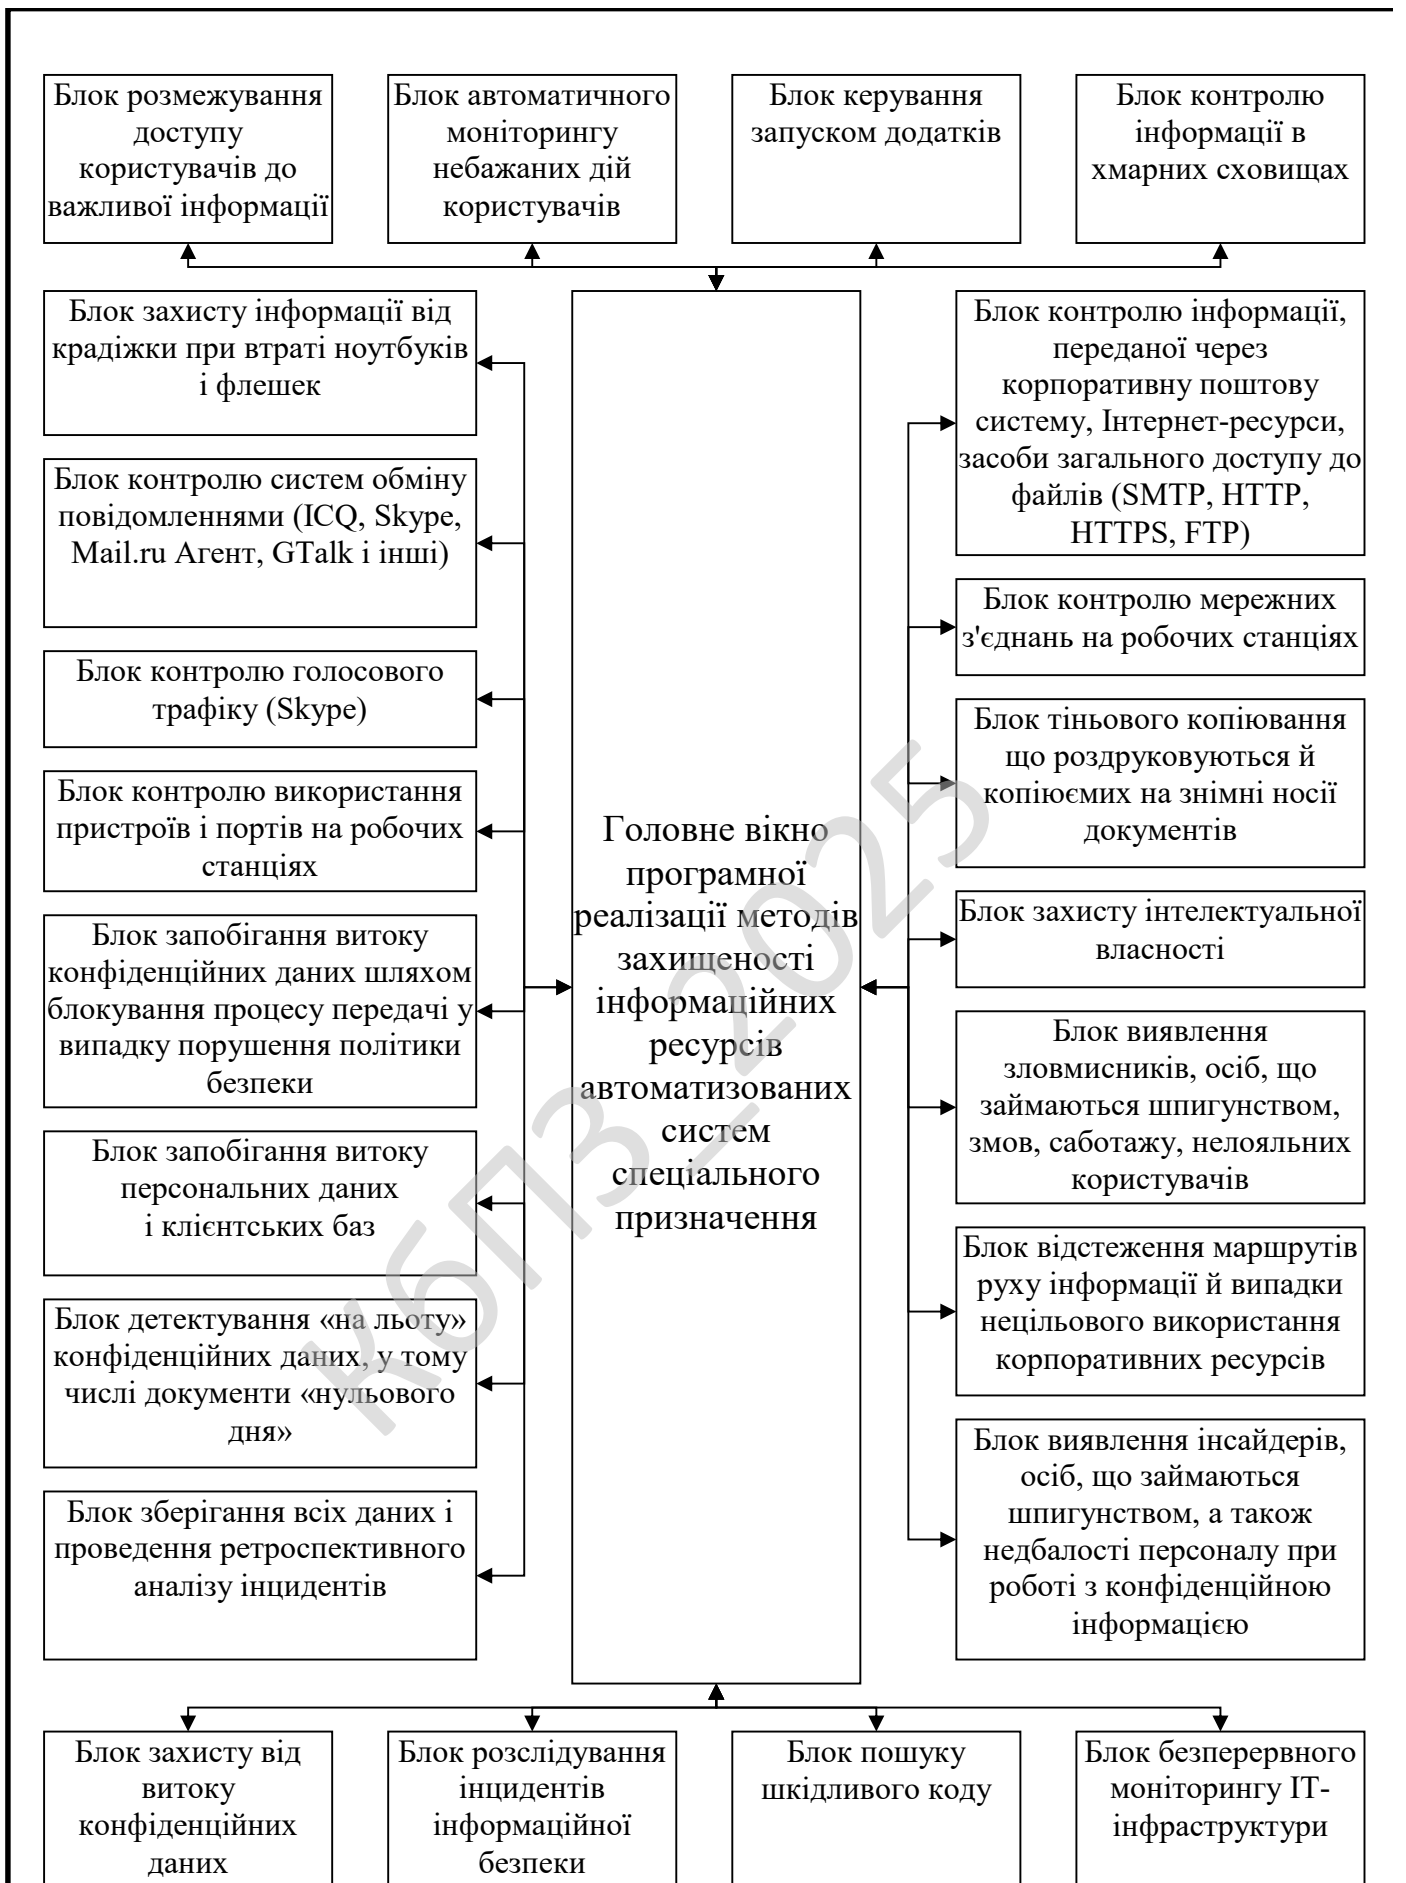 Блок розмежування
доступу
користувачів до
важливої інформації
Блок автоматичного
моніторингу
небажаних дій
користувачів
Блок керування
запуском додатків
Блок контролю
інформації в
хмарних сховищах
Блок захисту інформації від
крадіжки при втраті ноутбуків
і флешек
Блок контролю систем обміну
повідомленнями (ICQ, Skype,
Mail.ru Агент, GTalk і інші)
Блок контролю голосового
трафіку (Skype)
Блок контролю використання
пристроїв і портів на робочих
станціях
Блок запобігання витоку
конфіденційних даних шляхом
блокування процесу передачі у
випадку порушення політики
безпеки
Блок запобігання витоку
персональних даних
і клієнтських баз
Блок детектування «на льоту»
конфіденційних даних, у тому
числі документи «нульового
дня»
Блок зберігання всіх даних і
проведення ретроспективного
аналізу інцидентів
Головне вікно
програмної
реалізації методів
захищеності
інформаційних
ресурсів
автоматизованих
систем
спеціального
призначення
Блок контролю інформації,
переданої через
корпоративну поштову
систему, Інтернет-ресурси,
засоби загального доступу до
файлів (SMTP, HTTP,
HTTPS, FTP)
Блок контролю мережних
з'єднань на робочих станціях
Блок тіньового копіювання
що роздруковуються й
копіюємих на знімні носії
документів
Блок захисту інтелектуальної
власності
Блок виявлення
зловмисників, осіб, що
займаються шпигунством,
змов, саботажу, нелояльних
користувачів
Блок відстеження маршрутів
руху інформації й випадки
нецільового використання
корпоративних ресурсів
Блок виявлення інсайдерів,
осіб, що займаються
шпигунством, а також
недбалості персоналу при
роботі з конфіденційною
інформацією
Блок захисту від
витоку
конфіденційних
даних
Блок розслідування
інцидентів
інформаційної
безпеки
Блок пошуку
шкідливого коду
Блок безперервного
моніторингу ІТ-
інфраструктури
КбПЗ_2025